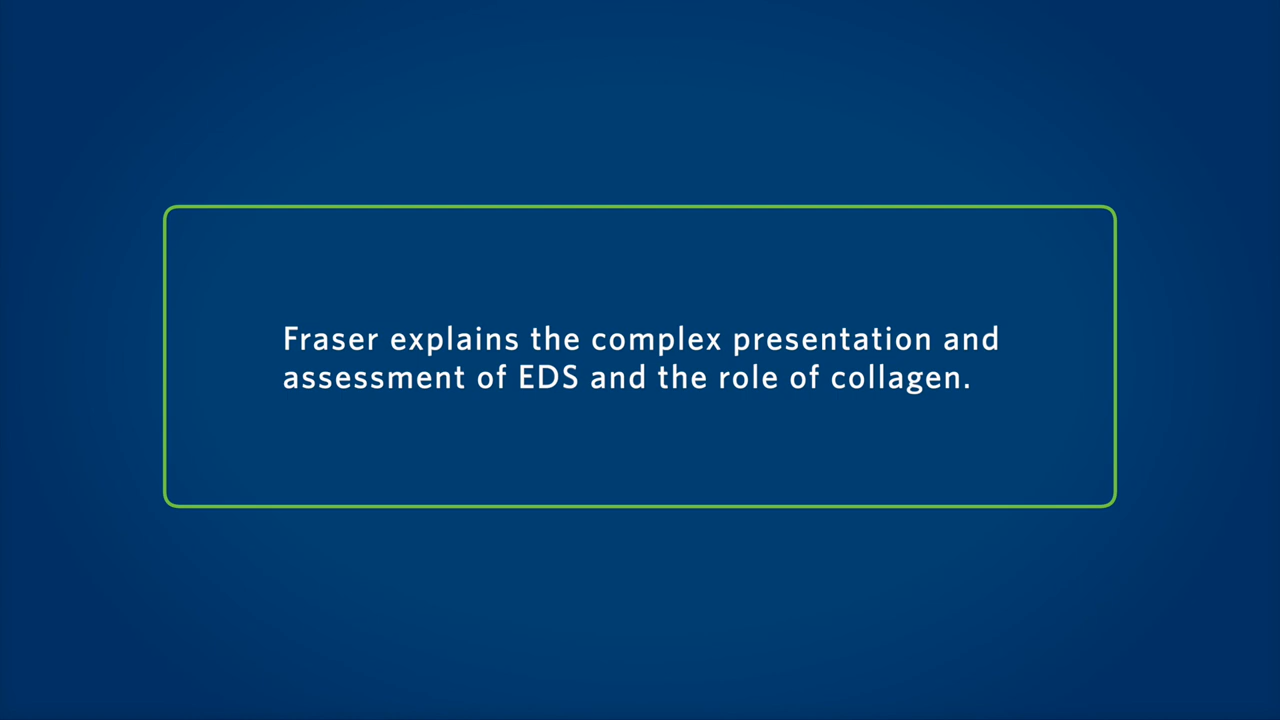 Fraser explains the complex presentation and
assessment of EDS and the role of collagen.